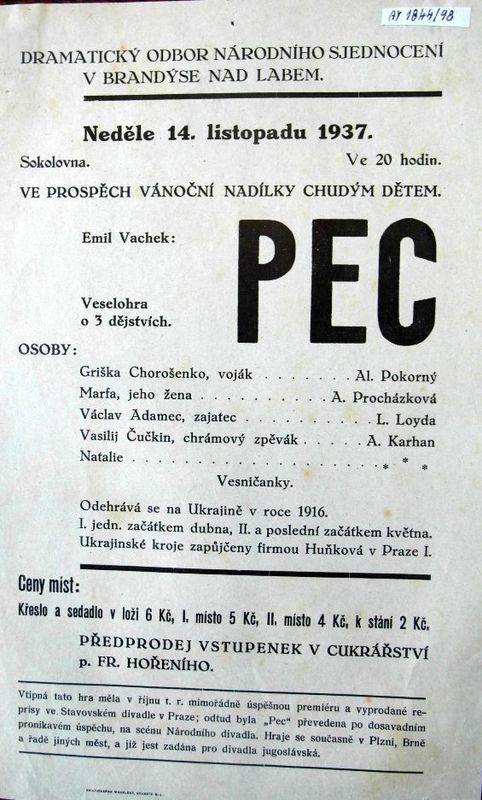 AY 1844/98
DRAMATICKÝ ODBOR NÁRODNÍHO SJEDNOCENÍ
V BRANDÝSE NAD LABEM.
Neděle 14. listopadu 1937.
Sokolovna. Ve 20 hodin.
VE PROSPĚCH VÁNOČNÍ NADÍLKY CHUDÝM DĚTEM.
Emil Vachek:
PEC
Veselohra
o 3 dějstvích.
OSOBY:
Griška Chorošenko, voják . . . . . . . Al. Pokorný
Marfa, jeho žena . . . . . . . . . . A. Procházková
Václav Adamec, zajatec . . . . . . . . . L. Loyda
Vasilij Čučkin, chrámový zpěvák . . . . . A. Karhan
Natalie . . . . . . . . . . . . . . . . . . * * *
Vesničanky.
Odehrává se na Ukrajině v roce 1916.
I. jedn. začátkem dubna, II. a poslední začátkem května.
Ukrajinské kroje zapůjčeny firmou Huňková v Praze I.
Ceny míst:
Křeslo a sedadlo v loži 6 Kč, I. místo 5 Kč, II. místo 4 Kč, k stání 2 Kč.
PŘEDPRODEJ VSTUPENEK V CUKRÁŘSTVÍ
p. FR. HOŘENÍHO.
Vtipná tato hra měla v říjnu t. r. mimořádně úspěšnou premiéru a vyprodané re-
prisy ve Stavovském divadle v Praze; odtud byla „Pec" převedena po dosavadním
pronikavém úspěchu, na scénu Národního divadla. Hraje se současně v Plzni, Brně
a řadě jiných měst, a již jest zadána pro divadla jugoslávská.